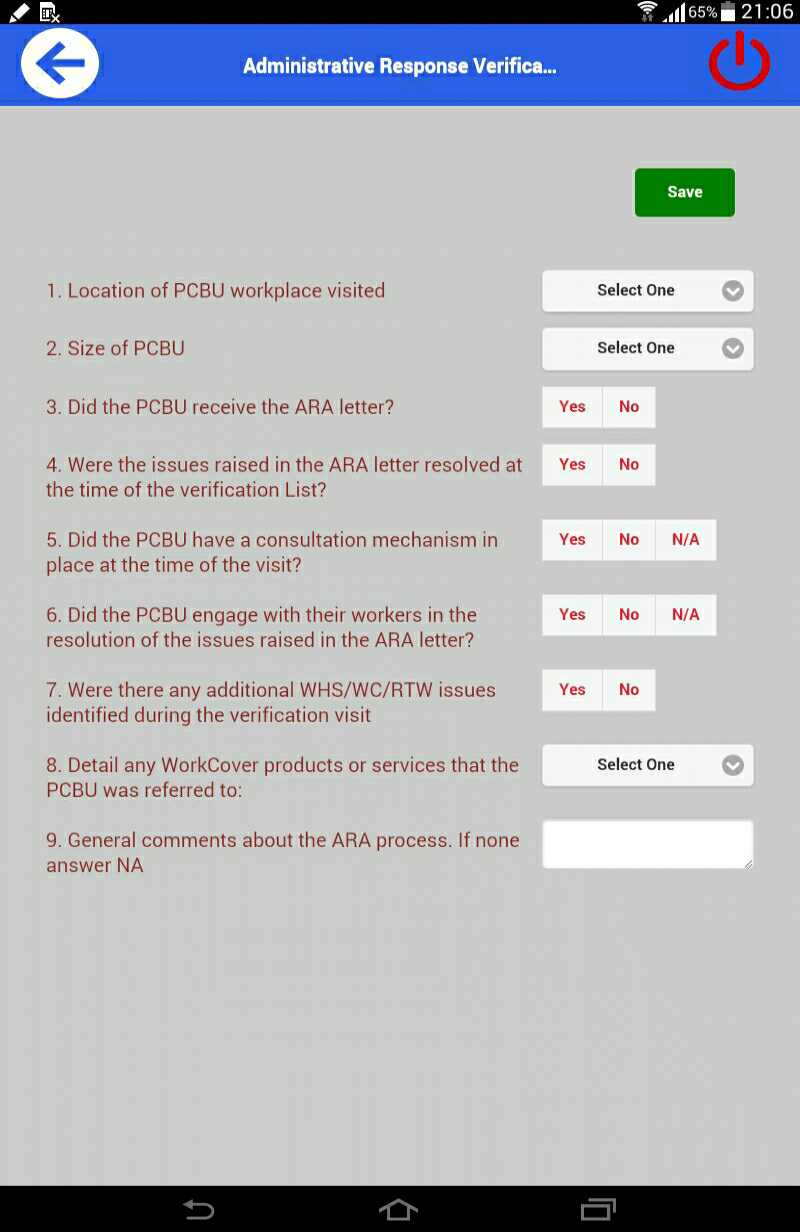 65% 21:06
Administrative Response Verifica...
Save
1. Location of PCBU workplace visited
Select One
2. Size of PCBU
Select One
3. Did the PCBU receive the ARA letter?
Yes No
4. Were the issues raised in the ARA letter resolved at
the time of the verification List?
Yes No
5. Did the PCBU have a consultation mechanism in
place at the time of the visit?
Yes No N/A
6. Did the PCBU engage with their workers in the
resolution of the issues raised in the ARA letter?
Yes No N/A
7. Were there any additional WHS/WC/RTW issues
identified during the verification visit
Yes No
8. Detail any WorkCover products or services that the
PCBU was referred to:
Select One
9. General comments about the ARA process. If none
answer NA